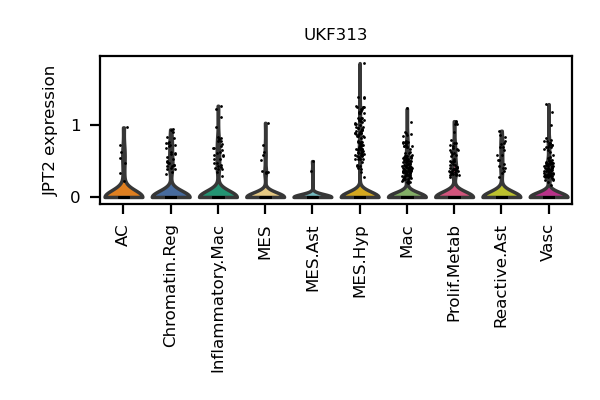 UKF313
JPT2 expression
1
0
AC
Chromatin.Reg
Inflammatory.Mac
MES
MES.Ast
MES.Hyp
Mac
Prolif.Metab
Reactive.Ast
Vasc